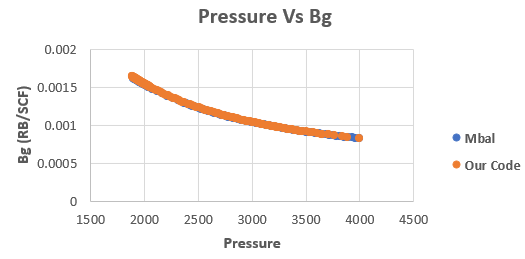 Pressure Vs Bg
Bg (RB/SCF)
0.002
0.0015
0.001
0.0005
0
1500 2000 2500 3000 3500 4000 4500
Pressure
Mbal
Our Code